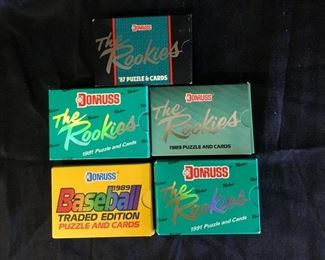 DONRUSS
The
Rookies
'87 PUZZLE & CARDS
DONRUSS
The
Rookies
1991 Puzzle and Cards
DONRUSS
The
Rookies
1989 PUZZLE AND CARDS
DONRUSS
1989
Baseball
TRADED EDITION
PUZZLE AND CARDS
DONRUSS
The
Rookies
1991 Puzzle and Cards